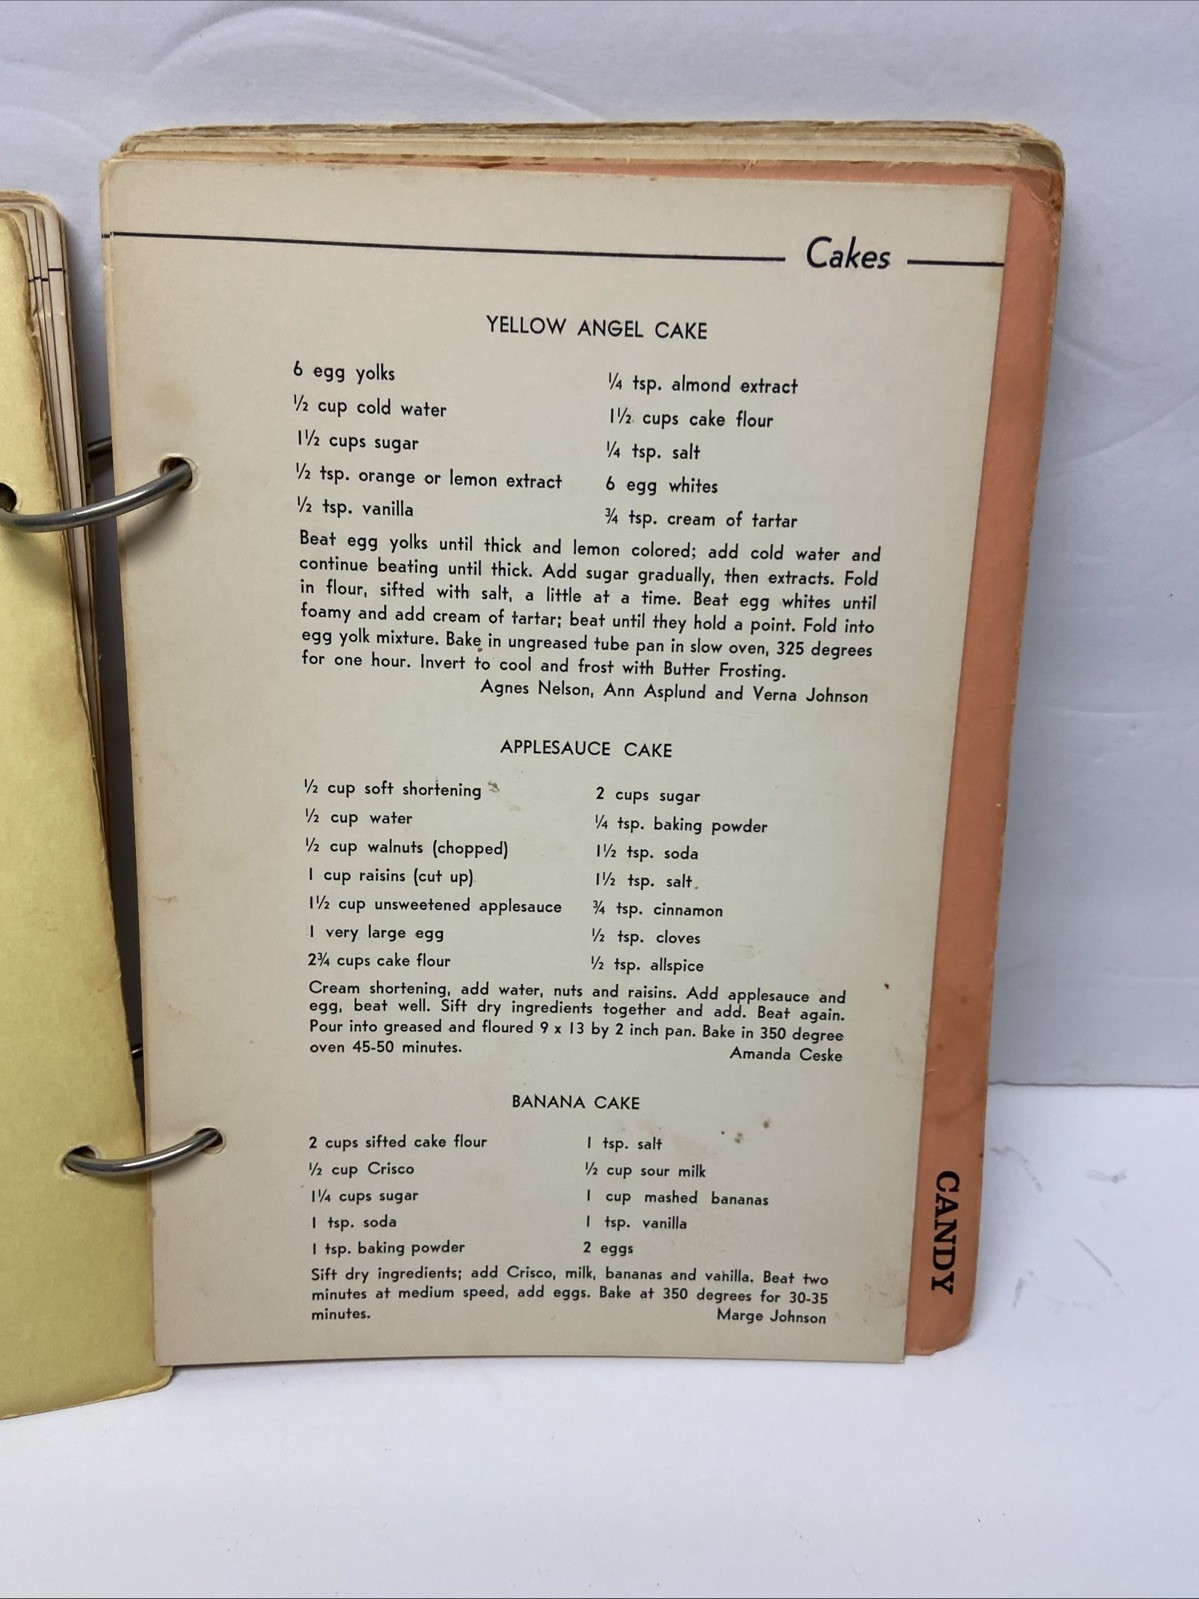 Cakes
YELLOW ANGEL CAKE
6 egg yolks
½ cup cold water
1½ cups sugar
½ tsp. orange or lemon extract
½ tsp. vanilla
¼ tsp. almond extract
1½ cups cake flour
¼ tsp. salt
6 egg whites
¾ tsp. cream of tartar
Beat egg yolks until thick and lemon colored; add cold water and
continue beating until thick. Add sugar gradually, then extracts. Fold
in flour, sifted with salt, a little at a time. Beat egg whites until
foamy and add cream of tartar; beat until they hold a point. Fold into
egg yolk mixture. Bake in ungreased tube pan in slow oven, 325 degrees
for one hour. Invert to cool and frost with Butter Frosting.
Agnes Nelson, Ann Asplund and Verna Johnson
APPLESAUCE CAKE
½ cup soft shortening
½ cup water
½ cup walnuts (chopped)
1 cup raisins (cut up)
1½ cup unsweetened applesauce
1 very large egg
2¾ cups cake flour
2 cups sugar
¼ tsp. baking powder
1½ tsp. soda
1½ tsp. salt
¾ tsp. cinnamon
½ tsp. cloves
½ tsp. allspice
Cream shortening, add water, nuts and raisins. Add applesauce and
egg, beat well. Sift dry ingredients together and add. Beat again.
Pour into greased and floured 9 x 13 by 2 inch pan. Bake in 350 degree
oven 45-50 minutes. Amanda Ceske
BANANA CAKE
2 cups sifted cake flour
½ cup Crisco
1¼ cups sugar
1 tsp. soda
1 tsp. baking powder
1 tsp. salt
½ cup sour milk
1 cup mashed bananas
1 tsp. vanilla
2 eggs
Sift dry ingredients; add Crisco, milk, bananas and vanilla. Beat two
minutes at medium speed, add eggs. Bake at 350 degrees for 30-35
minutes. Marge Johnson
CANDY